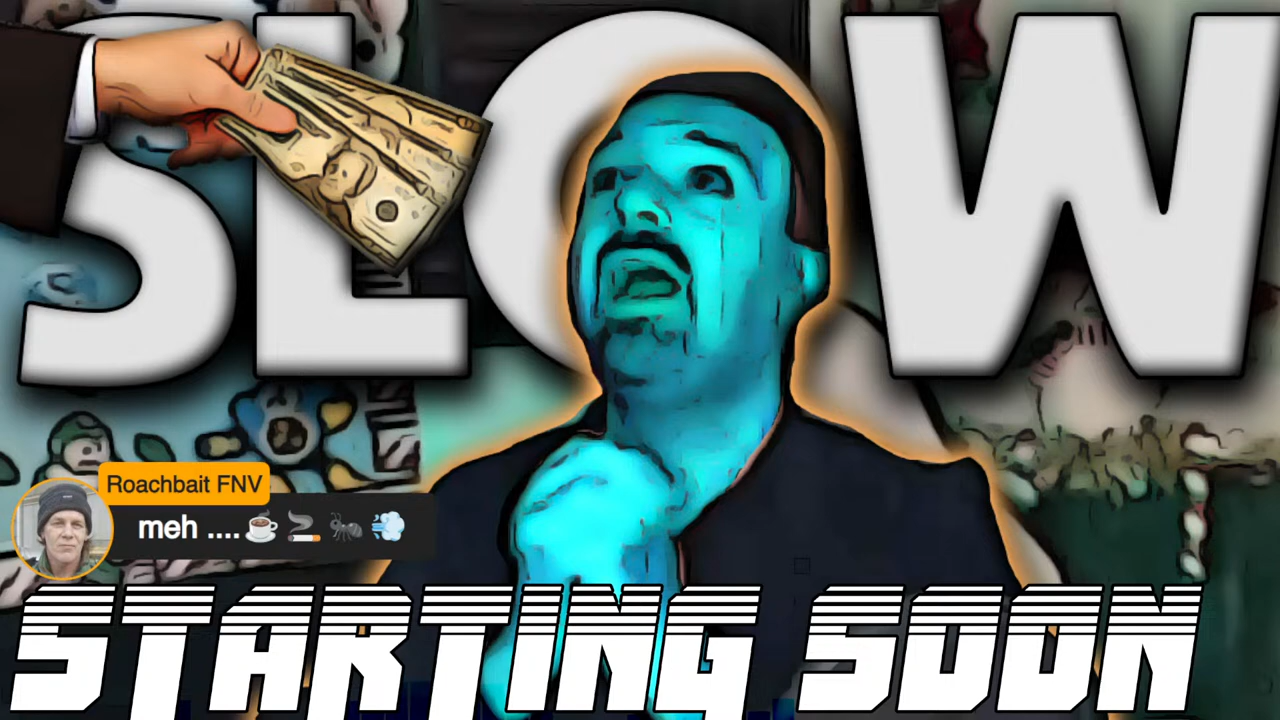 SLOW
Roachbait FNV
meh ....☕🚬🐜💨
STARTING SOON